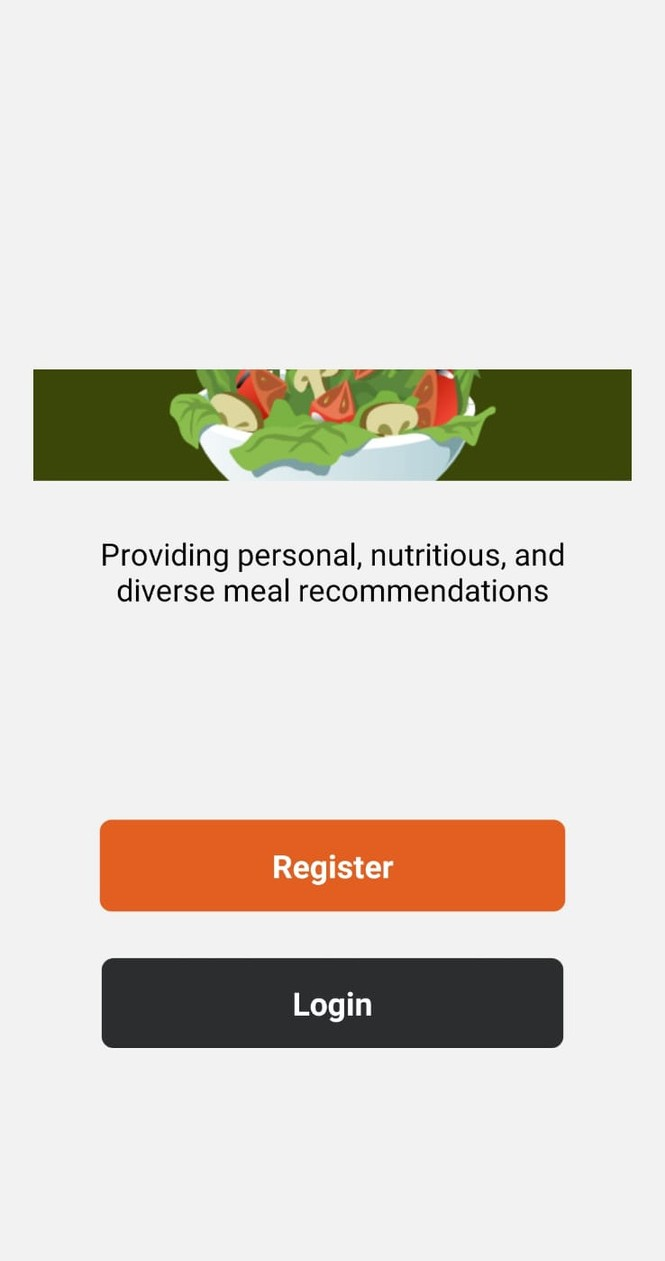 Providing personal, nutritious, and
diverse meal recommendations
Register
Login